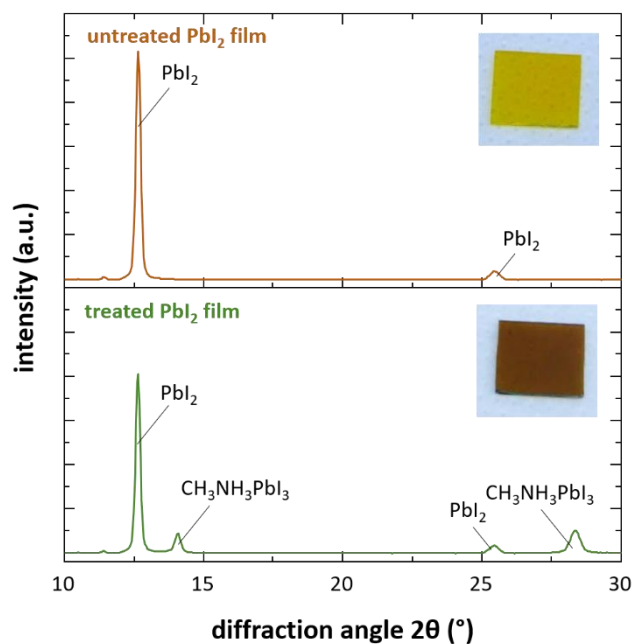 untreated PbI₂ film
PbI₂
PbI₂
treated PbI₂ film
PbI₂
CH₃NH₃PbI₃
PbI₂
CH₃NH₃PbI₃
intensity (a.u.)
10 15 20 25 30
diffraction angle 2θ (°)